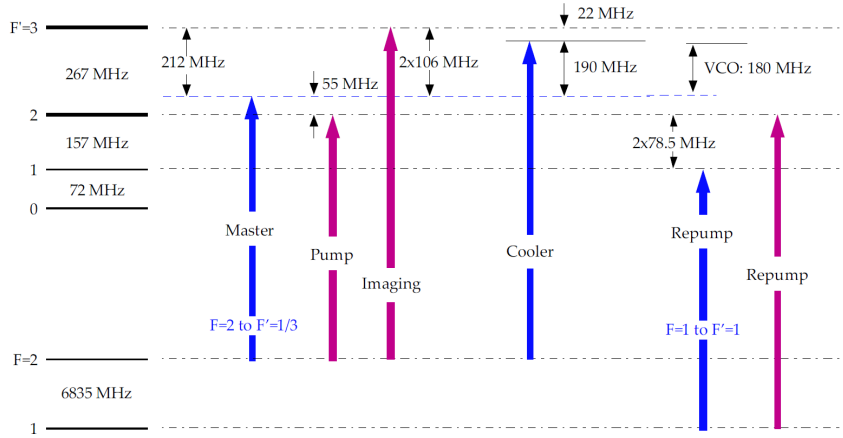 F'=3
22 MHz
212 MHz
2x106 MHz
267 MHz
55 MHz
190 MHz
VCO: 180 MHz
2
157 MHz
2x78.5 MHz
1
72 MHz
0
Master
Pump
Imaging
Cooler
Repump
Repump
F=2 to F'=1/3
F=1 to F'=1
F=2
6835 MHz
1